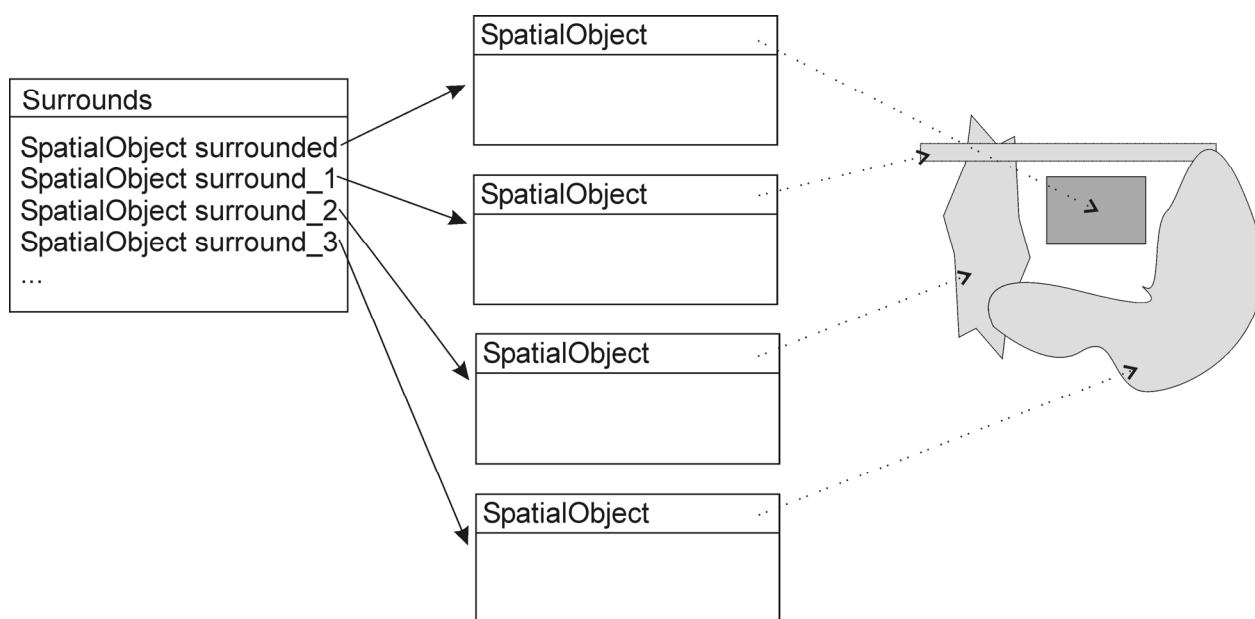 Surrounds
SpatialObject surrounded
SpatialObject surround_1
SpatialObject surround_2
SpatialObject surround_3
...
SpatialObject
SpatialObject
SpatialObject
SpatialObject